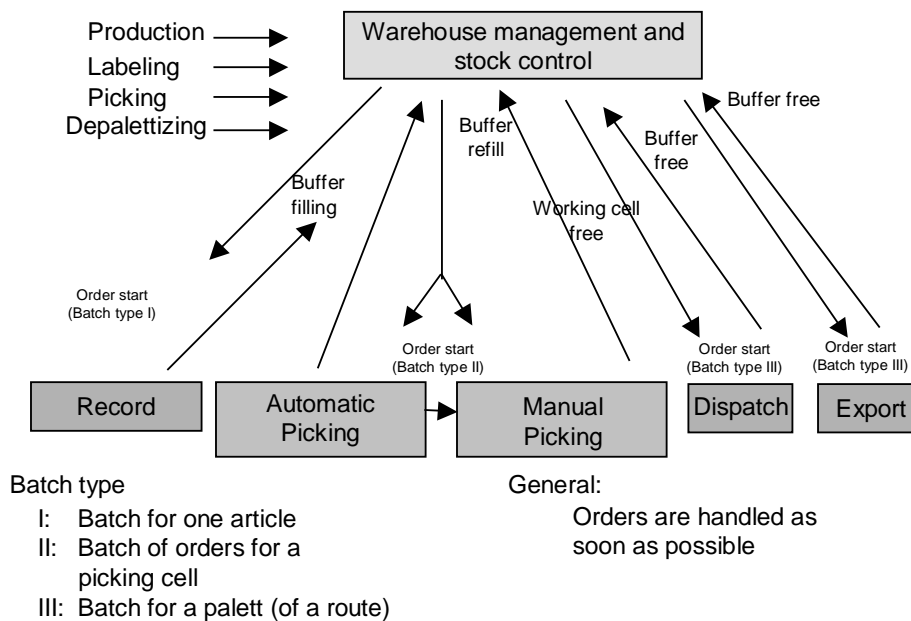 Production
Labeling
Picking
Depalettizing
Warehouse management and
stock control
Buffer free
Buffer
refill
Buffer
free
Buffer
filling
Working cell
free
Order start
(Batch type I)
Order start
(Batch type II)
Order start
(Batch type III)
Order start
(Batch type III)
Record
Automatic
Picking
Manual
Picking
Dispatch
Export
Batch type
I: Batch for one article
II: Batch of orders for a
picking cell
III: Batch for a palett (of a route)
General:
Orders are handled as
soon as possible